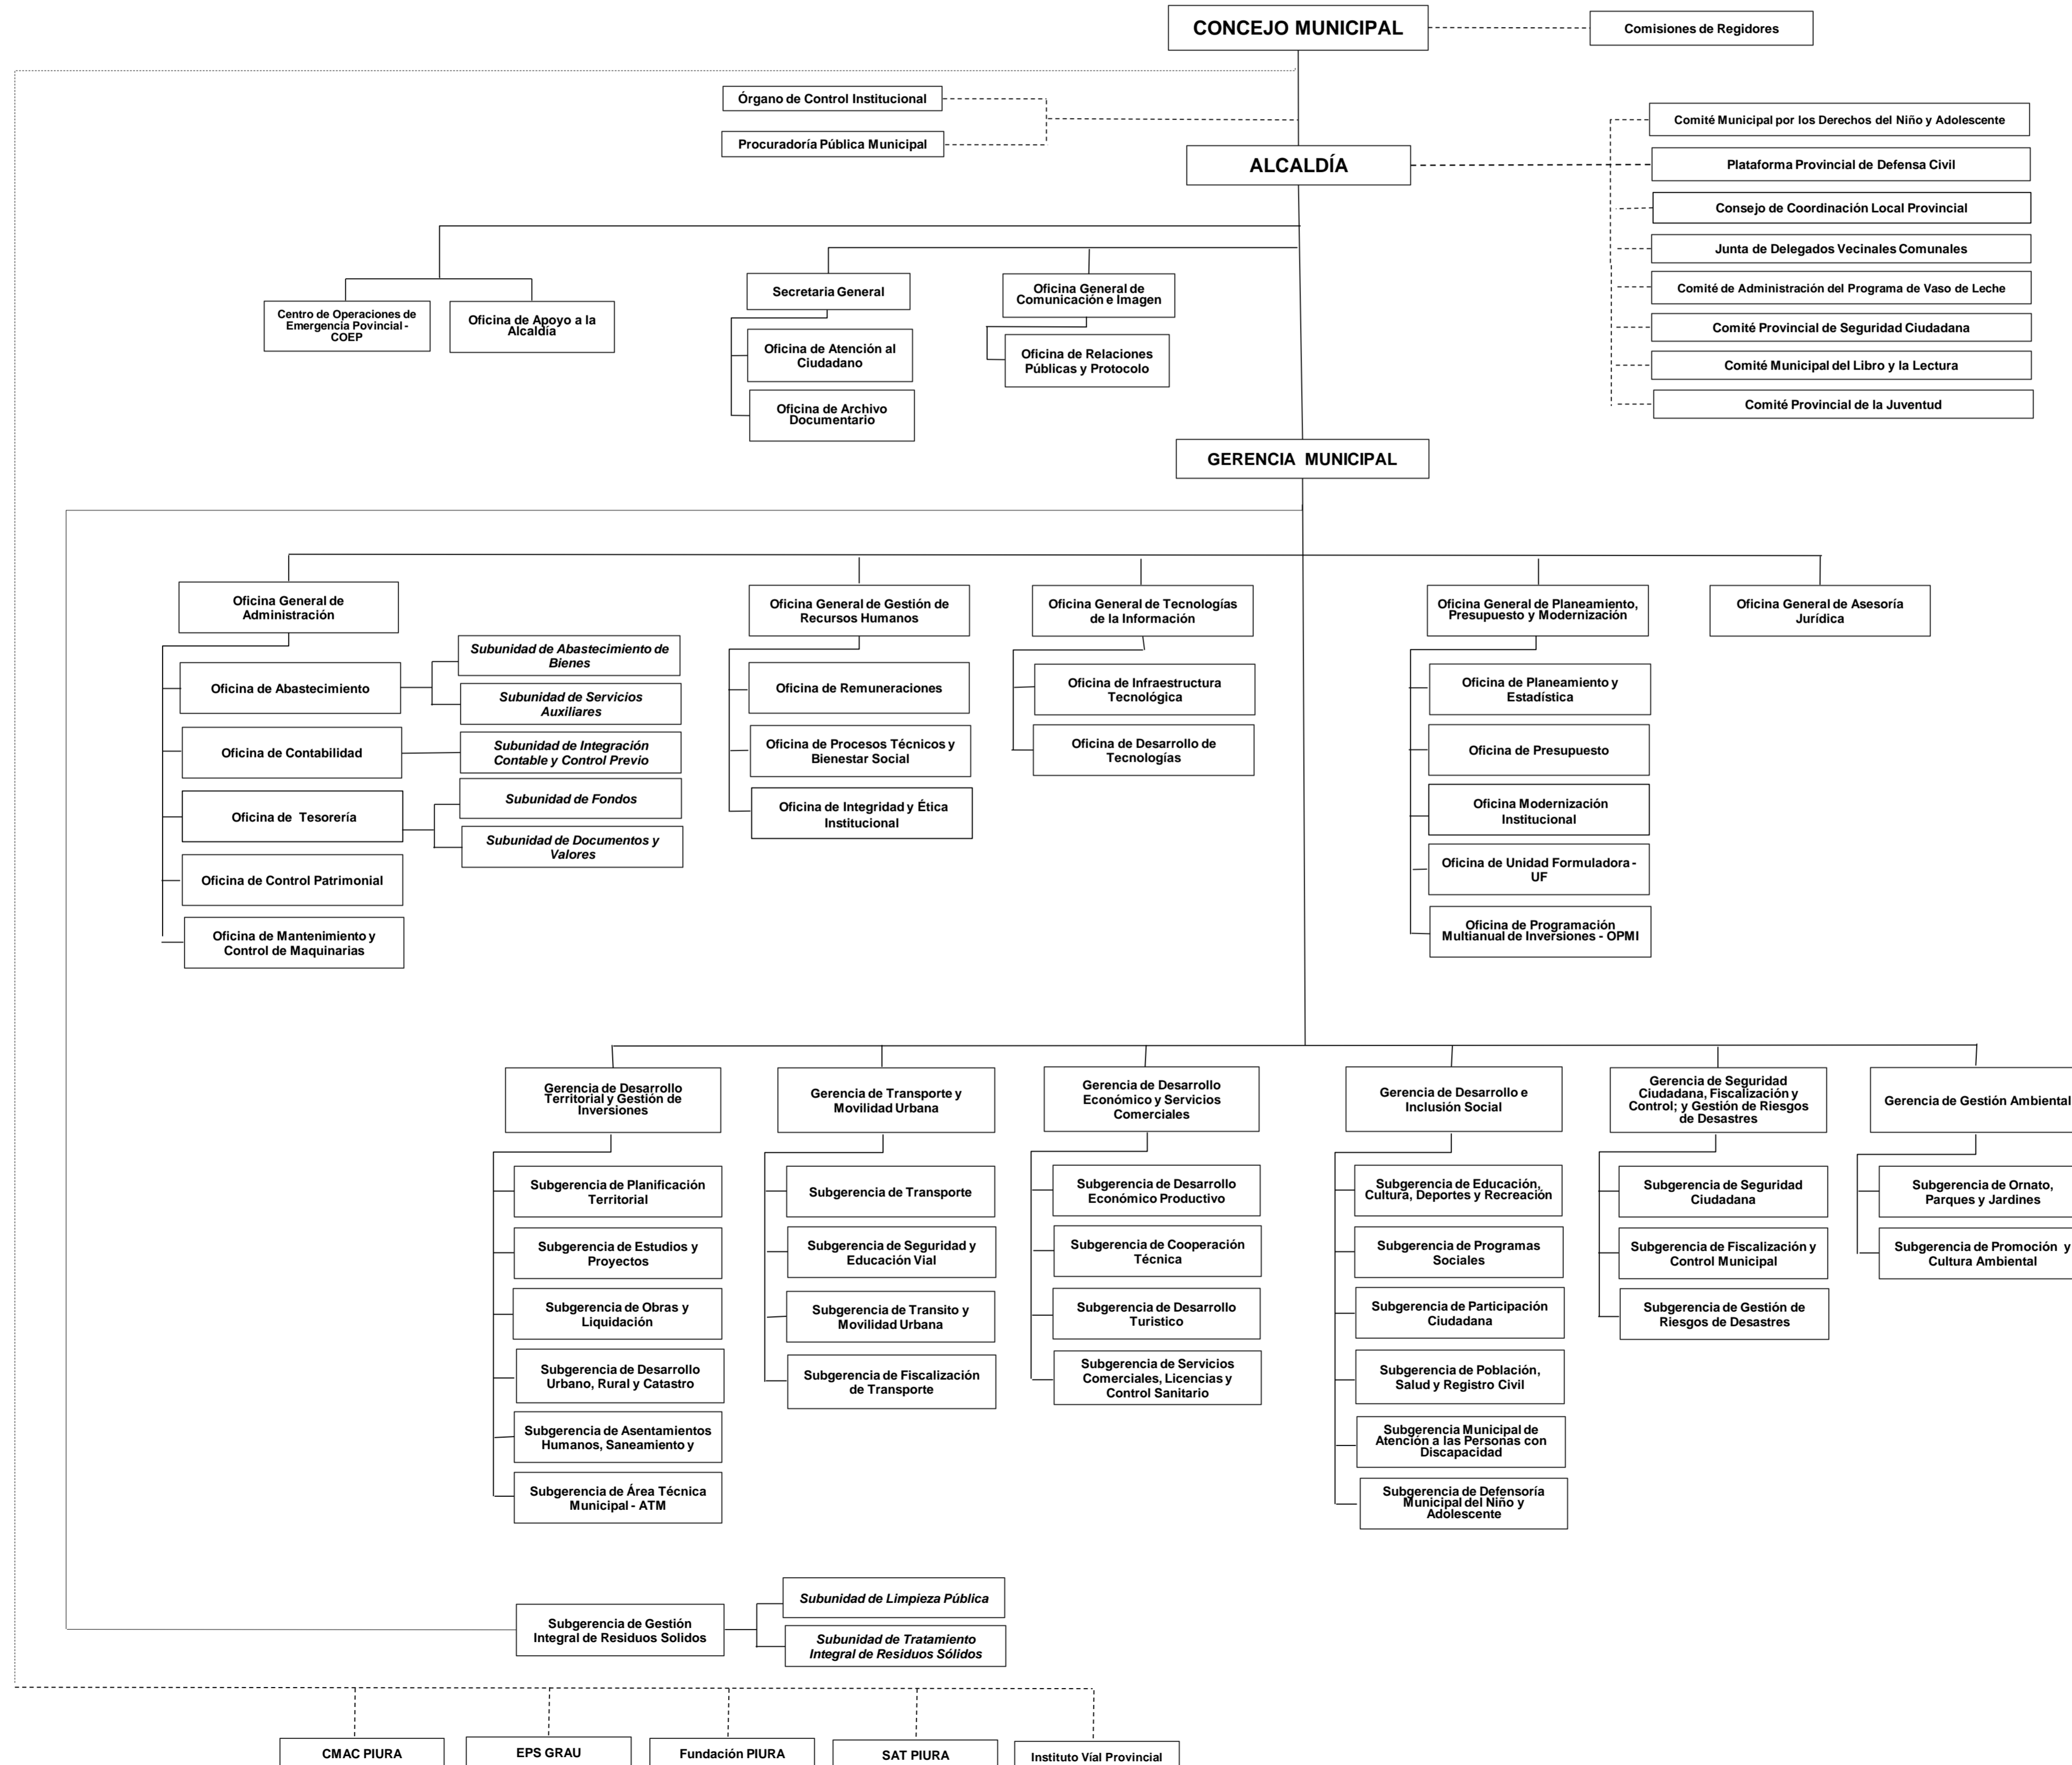 CONCEJO MUNICIPAL
Comisiones de Regidores
Órgano de Control Institucional
Procuradoría Pública Municipal
ALCALDÍA
Comité Municipal por los Derechos del Niño y Adolescente
Plataforma Provincial de Defensa Civil
Consejo de Coordinación Local Provincial
Junta de Delegados Vecinales Comunales
Comité de Administración del Programa de Vaso de Leche
Comité Provincial de Seguridad Ciudadana
Comité Municipal del Libro y la Lectura
Comité Provincial de la Juventud
Centro de Operaciones de
Emergencia Povincial -
COEP
Oficina de Apoyo a la
Alcaldía
Secretaria General
Oficina de Atención al
Ciudadano
Oficina de Archivo
Documentario
Oficina General de
Comunicación e Imagen
Oficina de Relaciones
Públicas y Protocolo
GERENCIA MUNICIPAL
Oficina General de
Administración
Oficina de Abastecimiento
Subunidad de Abastecimiento de
Bienes
Subunidad de Servicios
Auxiliares
Oficina de Contabilidad
Subunidad de Integración
Contable y Control Previo
Oficina de Tesorería
Subunidad de Fondos
Subunidad de Documentos y
Valores
Oficina de Control Patrimonial
Oficina de Mantenimiento y
Control de Maquinarias
Oficina General de Gestión de
Recursos Humanos
Oficina de Remuneraciones
Oficina de Procesos Técnicos y
Bienestar Social
Oficina de Integridad y Ética
Institucional
Oficina General de Tecnologías
de la Información
Oficina de Infraestructura
Tecnológica
Oficina de Desarrollo de
Tecnologías
Oficina General de Planeamiento,
Presupuesto y Modernización
Oficina de Planeamiento y
Estadística
Oficina de Presupuesto
Oficina Modernización
Institucional
Oficina de Unidad Formuladora -
UF
Oficina de Programación
Multianual de Inversiones - OPMI
Oficina General de Asesoría
Jurídica
Gerencia de Desarrollo
Territorial y Gestión de
Inversiones
Subgerencia de Planificación
Territorial
Subgerencia de Estudios y
Proyectos
Subgerencia de Obras y
Liquidación
Subgerencia de Desarrollo
Urbano, Rural y Catastro
Subgerencia de Asentamientos
Humanos, Saneamiento y
Subgerencia de Área Técnica
Municipal - ATM
Gerencia de Transporte y
Movilidad Urbana
Subgerencia de Transporte
Subgerencia de Seguridad y
Educación Vial
Subgerencia de Transito y
Movilidad Urbana
Subgerencia de Fiscalización
de Transporte
Gerencia de Desarrollo
Económico y Servicios
Comerciales
Subgerencia de Desarrollo
Económico Productivo
Subgerencia de Cooperación
Técnica
Subgerencia de Desarrollo
Turistico
Subgerencia de Servicios
Comerciales, Licencias y
Control Sanitario
Gerencia de Desarrollo e
Inclusión Social
Subgerencia de Educación,
Cultura, Deportes y Recreación
Subgerencia de Programas
Sociales
Subgerencia de Participación
Ciudadana
Subgerencia de Población,
Salud y Registro Civil
Subgerencia Municipal de
Atención a las Personas con
Discapacidad
Subgerencia de Defensoría
Municipal del Niño y
Adolescente
Gerencia de Seguridad
Ciudadana, Fiscalización y
Control; y Gestión de Riesgos
de Desastres
Subgerencia de Seguridad
Ciudadana
Subgerencia de Fiscalización y
Control Municipal
Subgerencia de Gestión de
Riesgos de Desastres
Gerencia de Gestión Ambiental
Subgerencia de Ornato,
Parques y Jardines
Subgerencia de Promoción y
Cultura Ambiental
Subgerencia de Gestión
Integral de Residuos Solidos
Subunidad de Limpieza Pública
Subunidad de Tratamiento
Integral de Residuos Sólidos
CMAC PIURA
EPS GRAU
Fundación PIURA
SAT PIURA
Instituto Víal Provincial